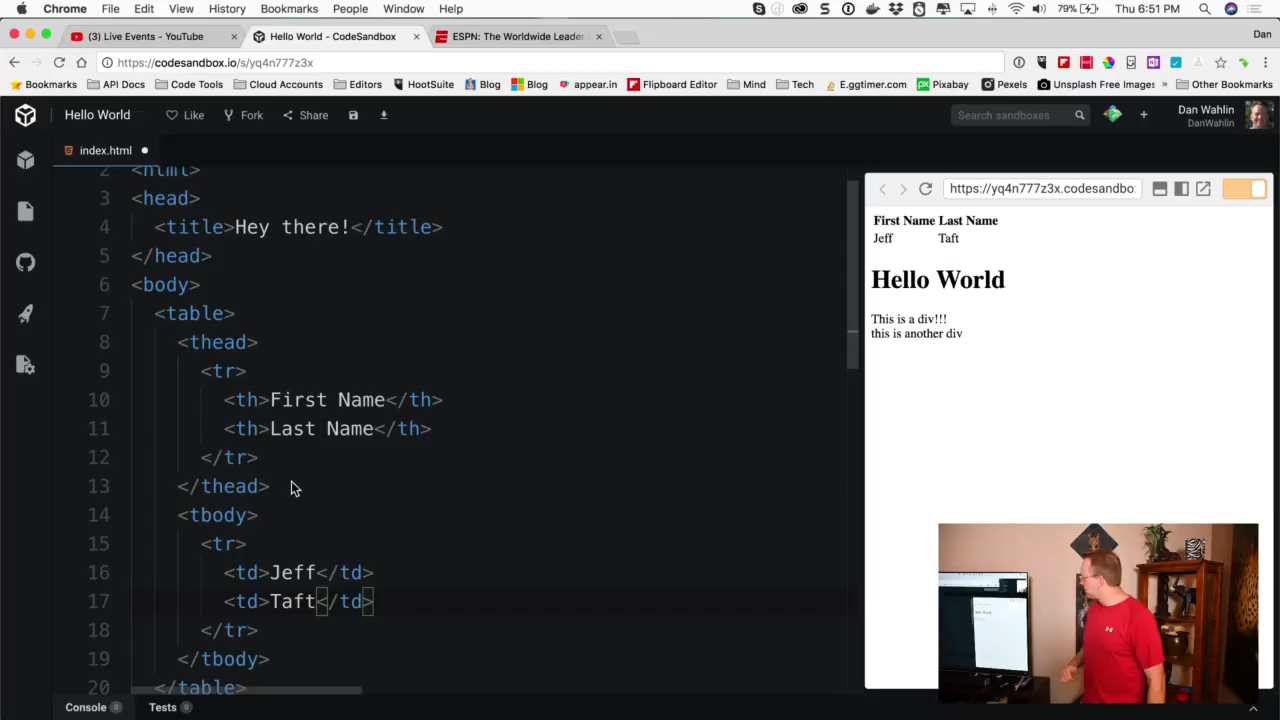 Chrome File Edit View History Bookmarks People Window Help 79% Thu 6:51 PM
(3) Live Events - YouTube Hello World - CodeSandbox ESPN: The Worldwide Leader Dan
https://codesandbox.io/s/yq4n777z3x
Bookmarks API Docs Code Tools Cloud Accounts Editors HootSuite Blog Blog appear.in Flipboard Editor Mind Tech E.ggtimer.com Pixabay Pexels Unsplash Free Images » Other Bookmarks
Hello World Like Fork Share Search sandboxes Dan Wahlin
DanWahlin
index.html
2 <html>
3 <head>
4 <title>Hey there!</title>
5 </head>
6 <body>
7 <table>
8 <thead>
9 <tr>
10 <th>First Name</th>
11 <th>Last Name</th>
12 </tr>
13 </thead>
14 <tbody>
15 <tr>
16 <td>Jeff</td>
17 <td>Taft</td>
18 </tr>
19 </tbody>
20 </table>
https://yq4n777z3x.codesandbo
First Name Last Name
Jeff Taft
Hello World
This is a div!!!
this is another div
Console 0 Tests 0